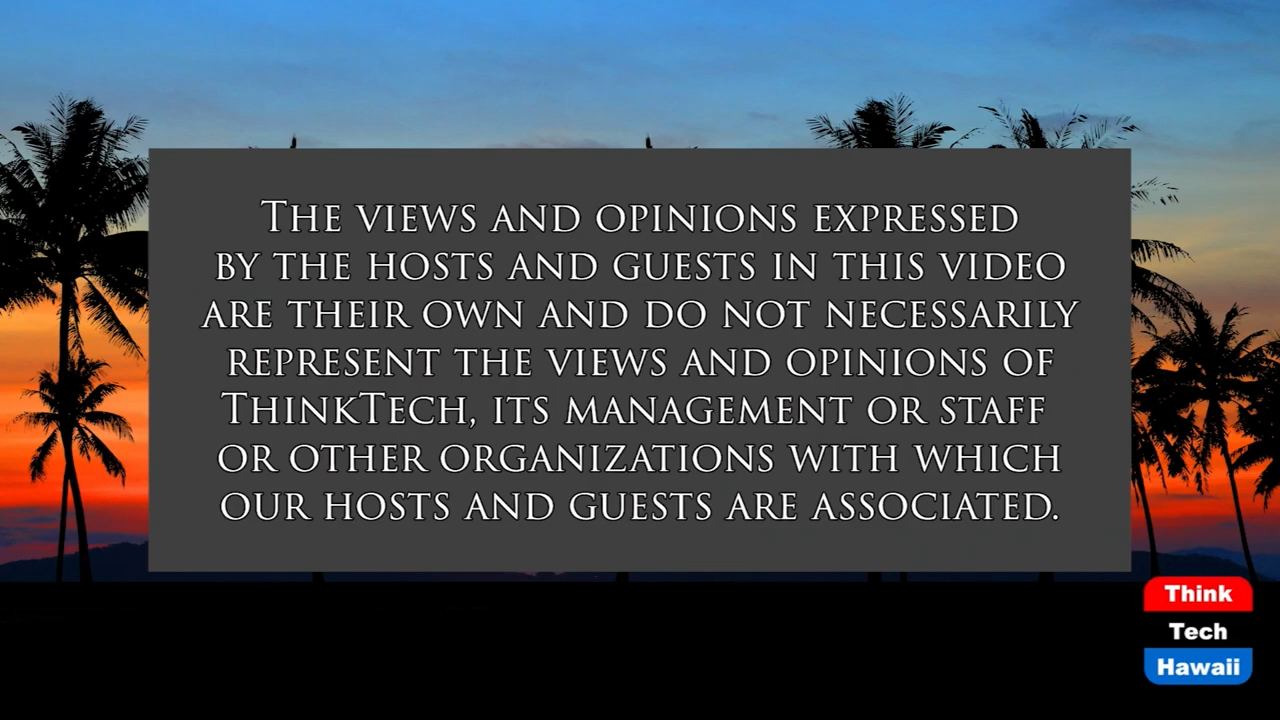 The views and opinions expressed
by the hosts and guests in this video
are their own and do not necessarily
represent the views and opinions of
ThinkTech, its management or staff
or other organizations with which
our hosts and guests are associated.
Think
Tech
Hawaii